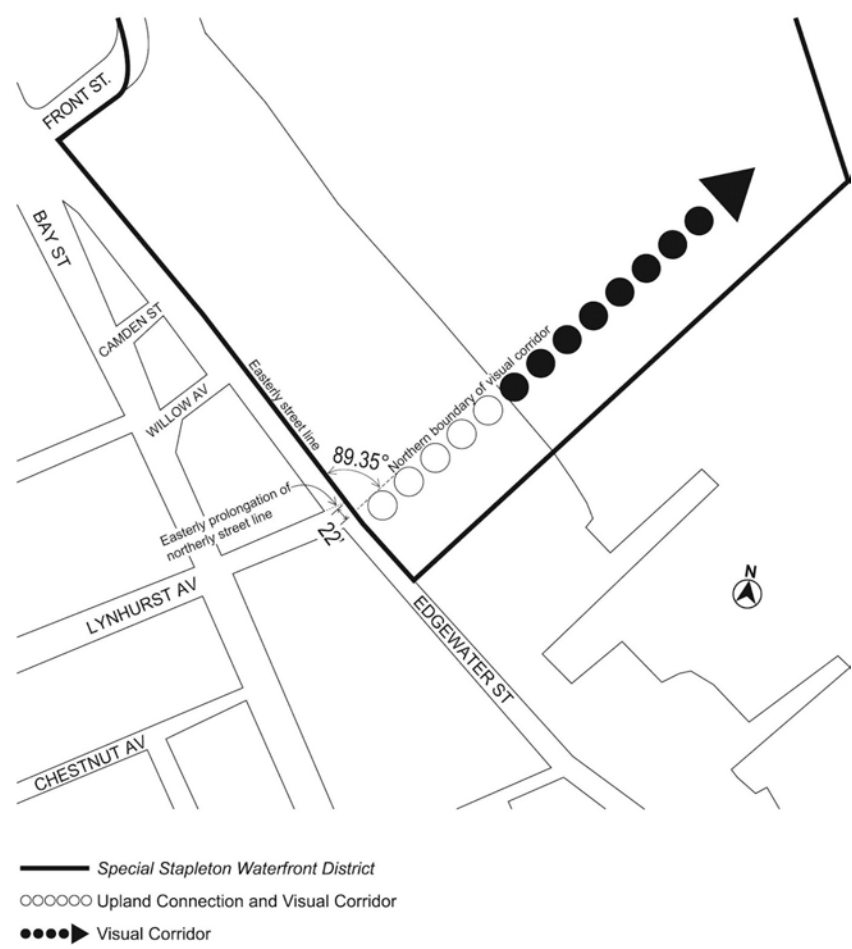 FRONT ST.
BAY ST
CAMDEN ST
WILLOW AV
Easterly street line
Northern boundary of visual corridor
89.35°
Easterly prolongation of
northerly street line
22'
N
LYNHURST AV
EDGEWATER ST
CHESTNUT AV
Special Stapleton Waterfront District
Upland Connection and Visual Corridor
Visual Corridor